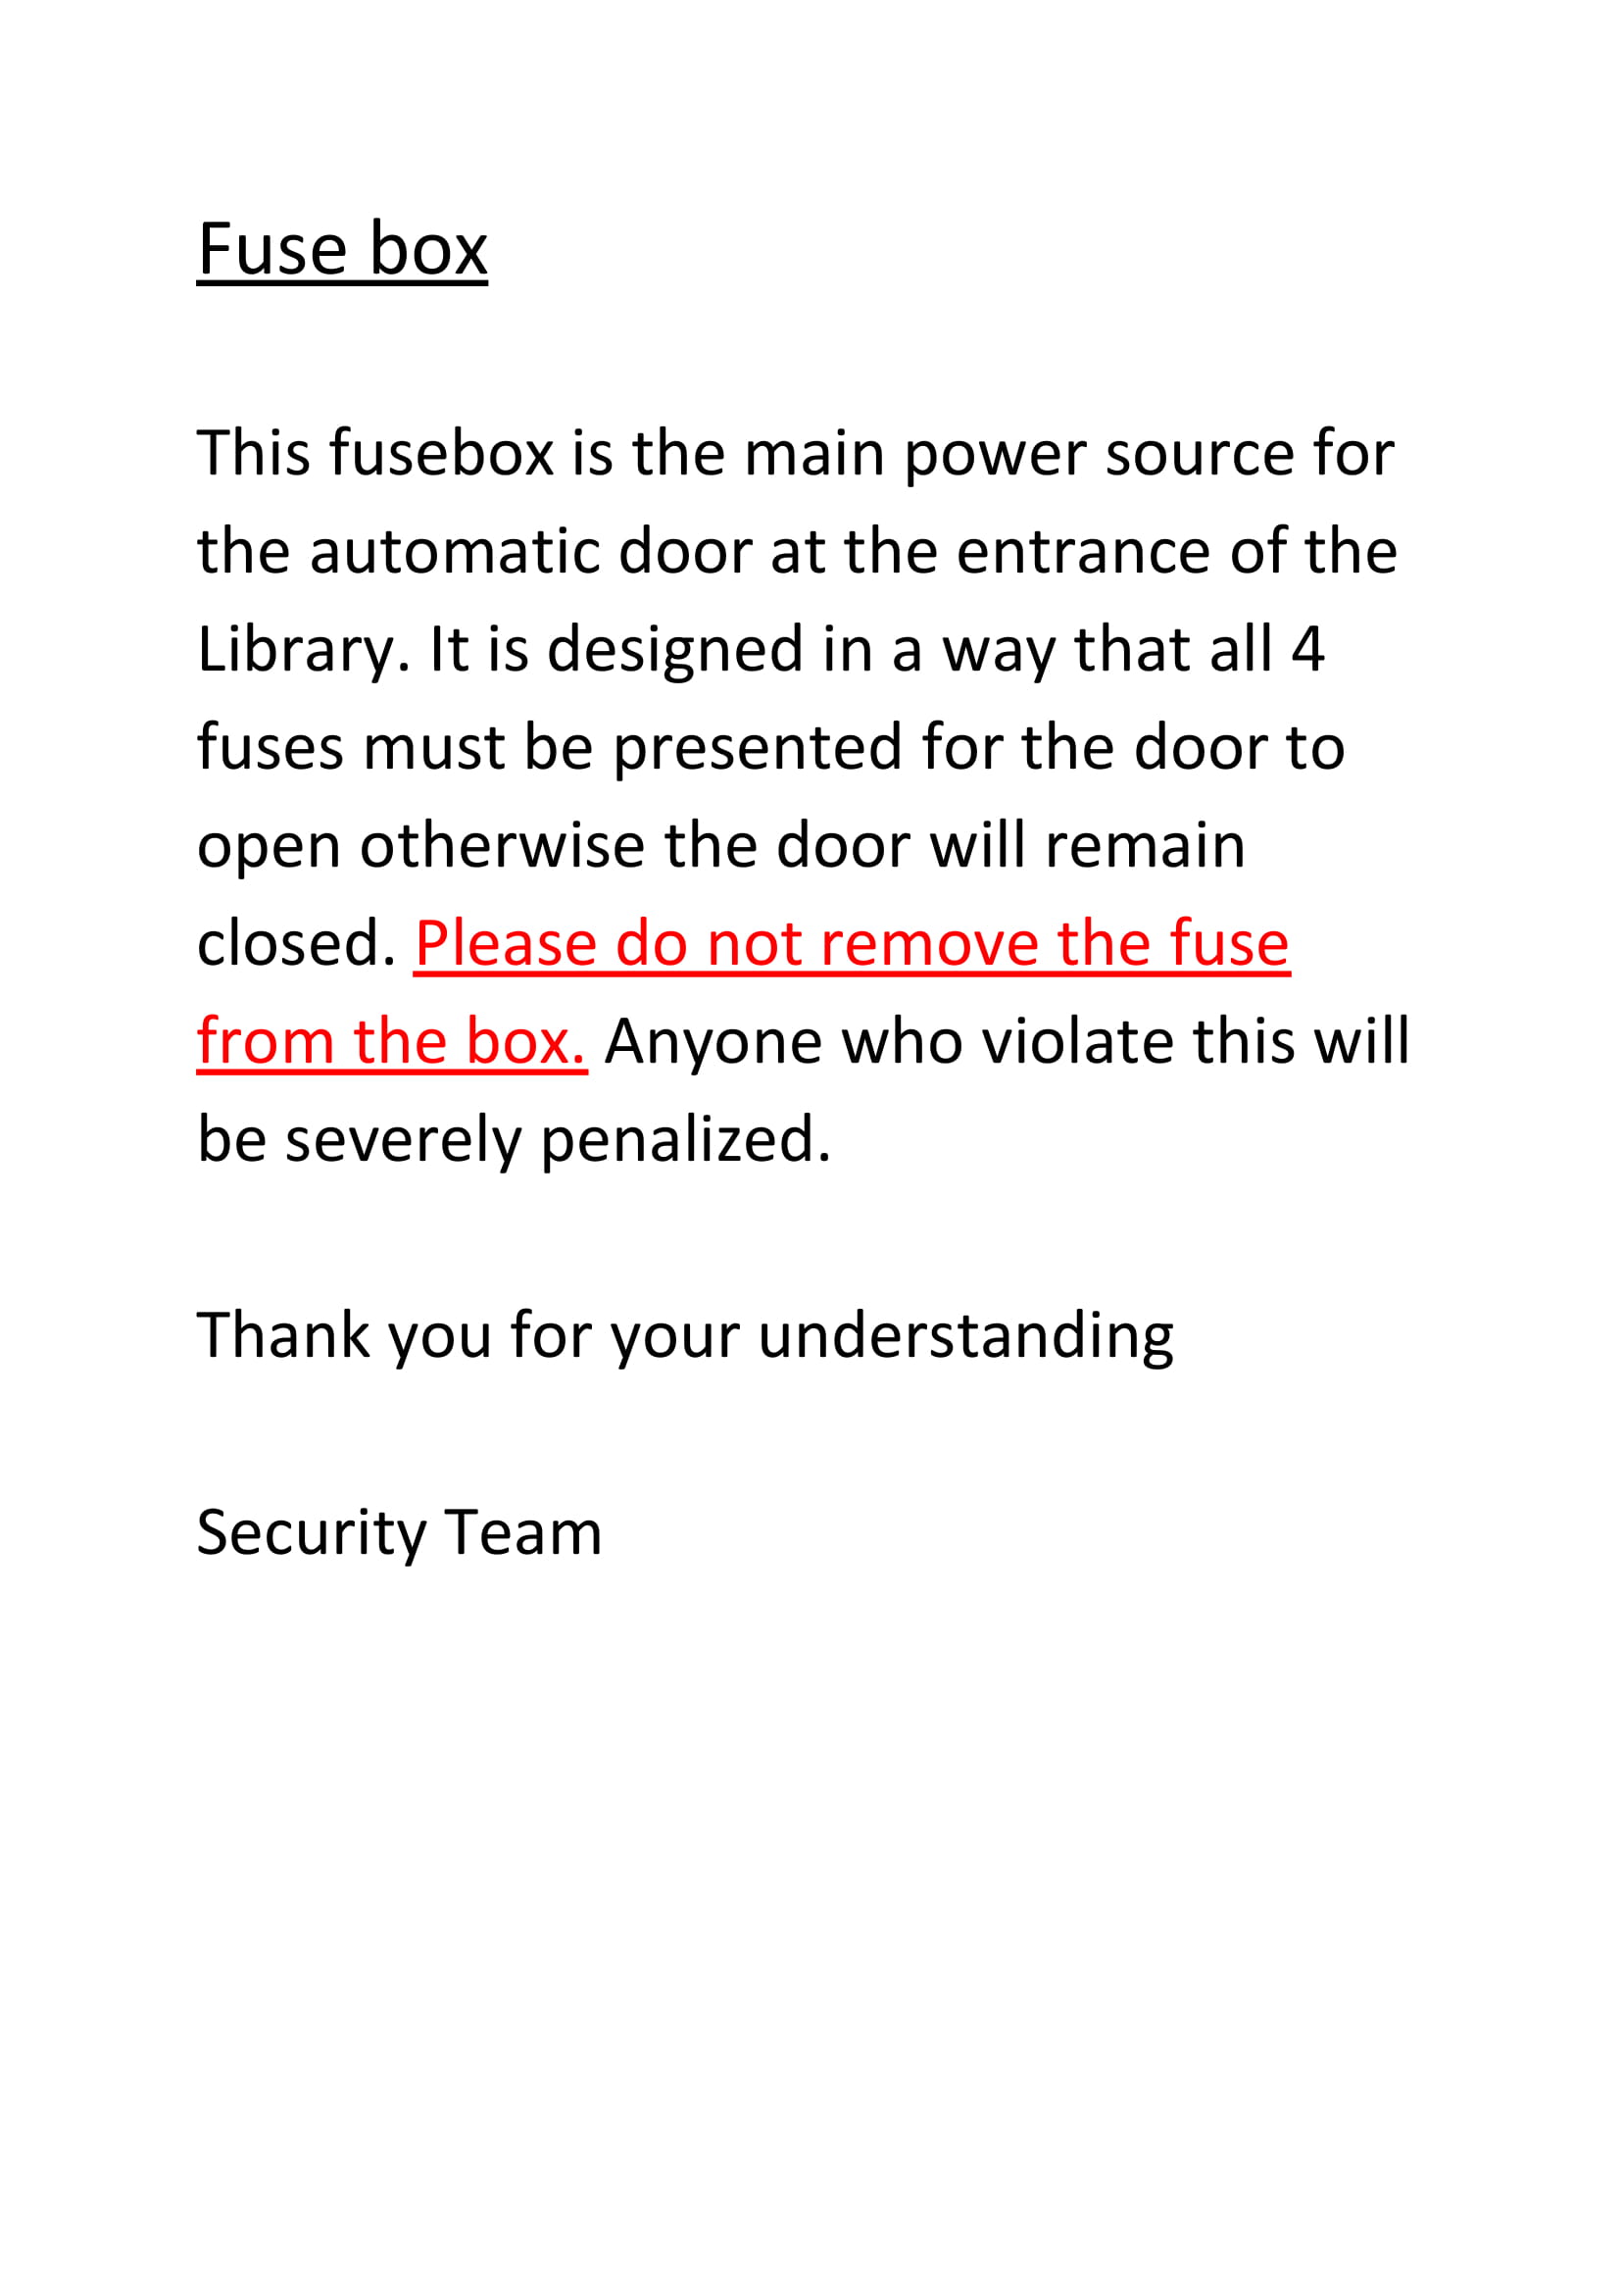 Fuse box
This fusebox is the main power source for
the automatic door at the entrance of the
Library. It is designed in a way that all 4
fuses must be presented for the door to
open otherwise the door will remain
closed. Please do not remove the fuse
from the box. Anyone who violate this will
be severely penalized.
Thank you for your understanding
Security Team